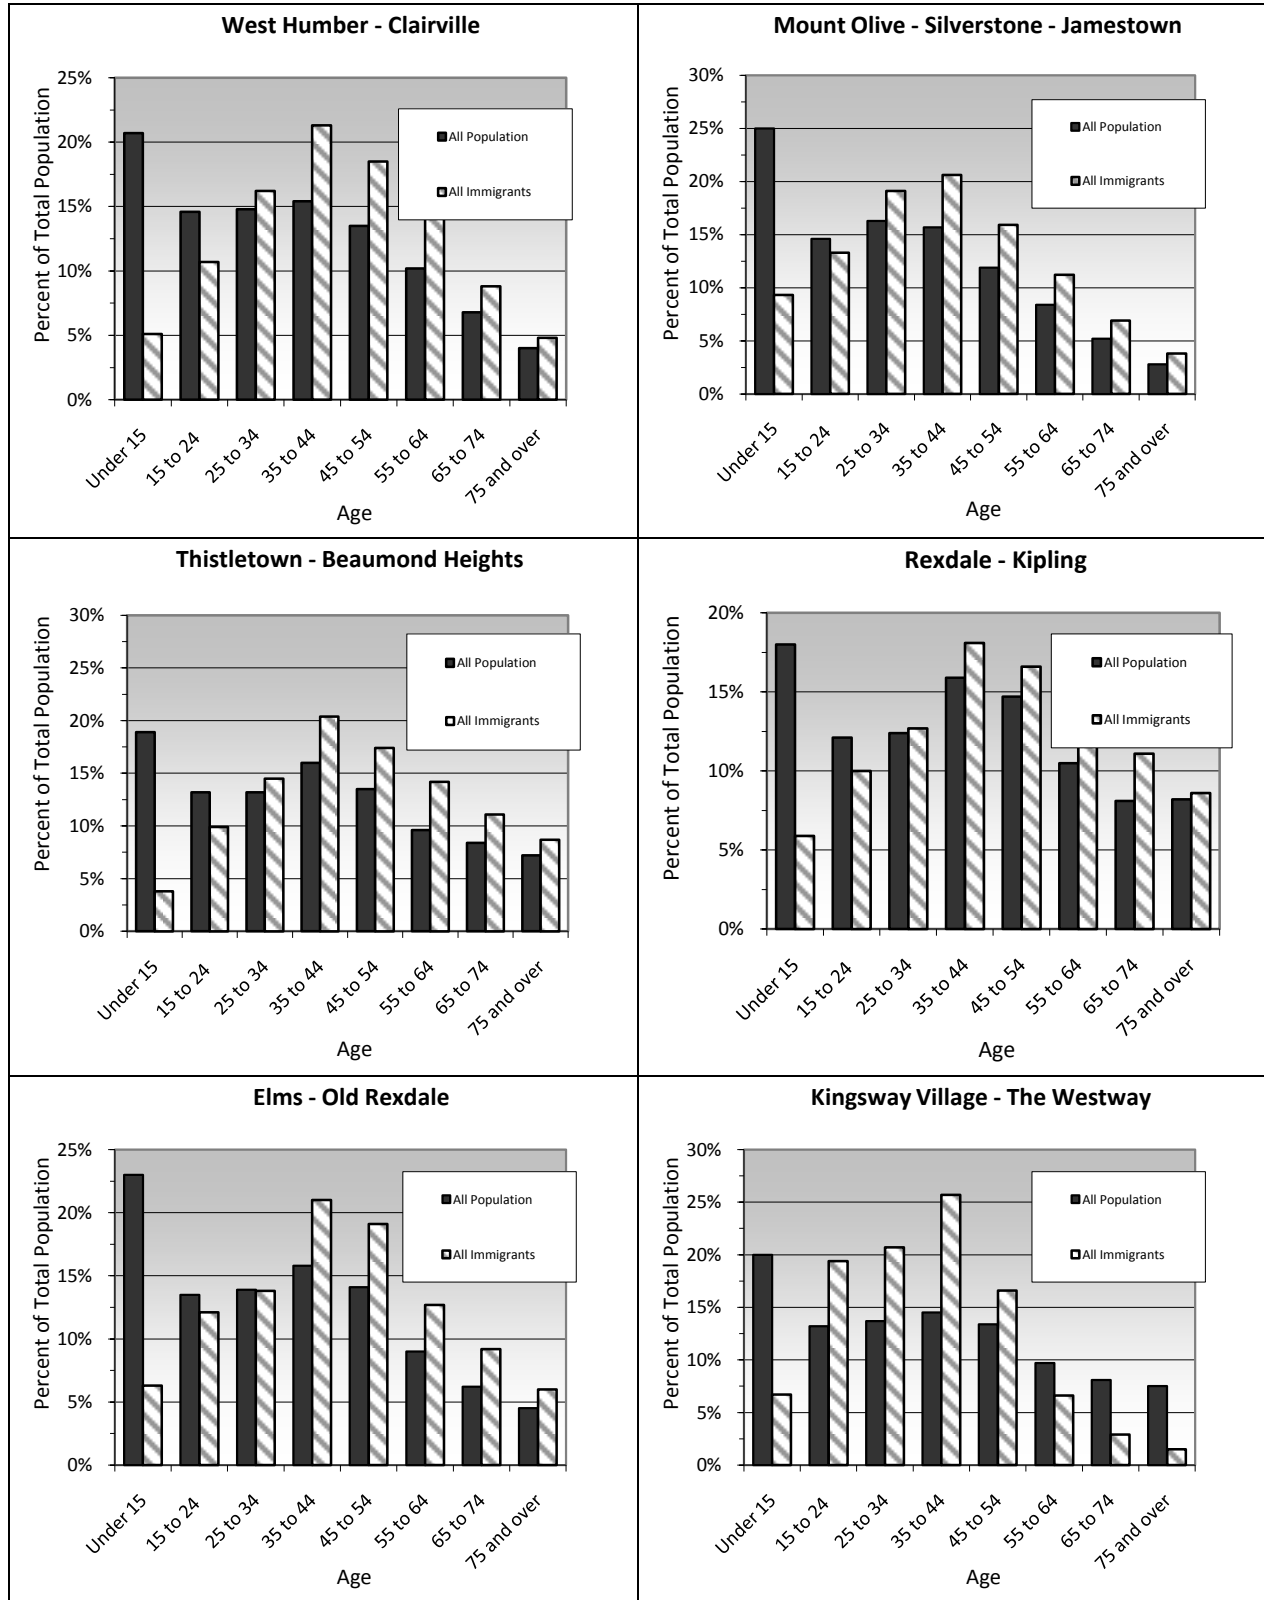 West Humber - Clairville
Percent of Total Population
25%
20%
15%
10%
5%
0%
All Population
All Immigrants
Under 15
15 to 24
25 to 34
35 to 44
45 to 54
55 to 64
65 to 74
75 and over
Age
Mount Olive - Silverstone - Jamestown
Percent of Total Population
30%
25%
20%
15%
10%
5%
0%
All Population
All Immigrants
Under 15
15 to 24
25 to 34
35 to 44
45 to 54
55 to 64
65 to 74
75 and over
Age
Thistletown - Beaumond Heights
Percent of Total Population
30%
25%
20%
15%
10%
5%
0%
All Population
All Immigrants
Under 15
15 to 24
25 to 34
35 to 44
45 to 54
55 to 64
65 to 74
75 and over
Age
Rexdale - Kipling
Percent of Total Population
20%
15%
10%
5%
0%
All Population
All Immigrants
Under 15
15 to 24
25 to 34
35 to 44
45 to 54
55 to 64
65 to 74
75 and over
Age
Elms - Old Rexdale
Percent of Total Population
25%
20%
15%
10%
5%
0%
All Population
All Immigrants
Under 15
15 to 24
25 to 34
35 to 44
45 to 54
55 to 64
65 to 74
75 and over
Age
Kingsway Village - The Westway
Percent of Total Population
30%
25%
20%
15%
10%
5%
0%
All Population
All Immigrants
Under 15
15 to 24
25 to 34
35 to 44
45 to 54
55 to 64
65 to 74
75 and over
Age